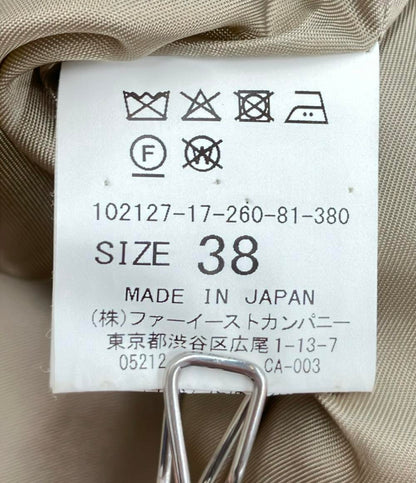 F W
102127-17-260-81-380
SIZE 38
MADE IN JAPAN
(株)ファーイーストカンパニー
東京都渋谷区広尾1-13-7
05212 CA-003